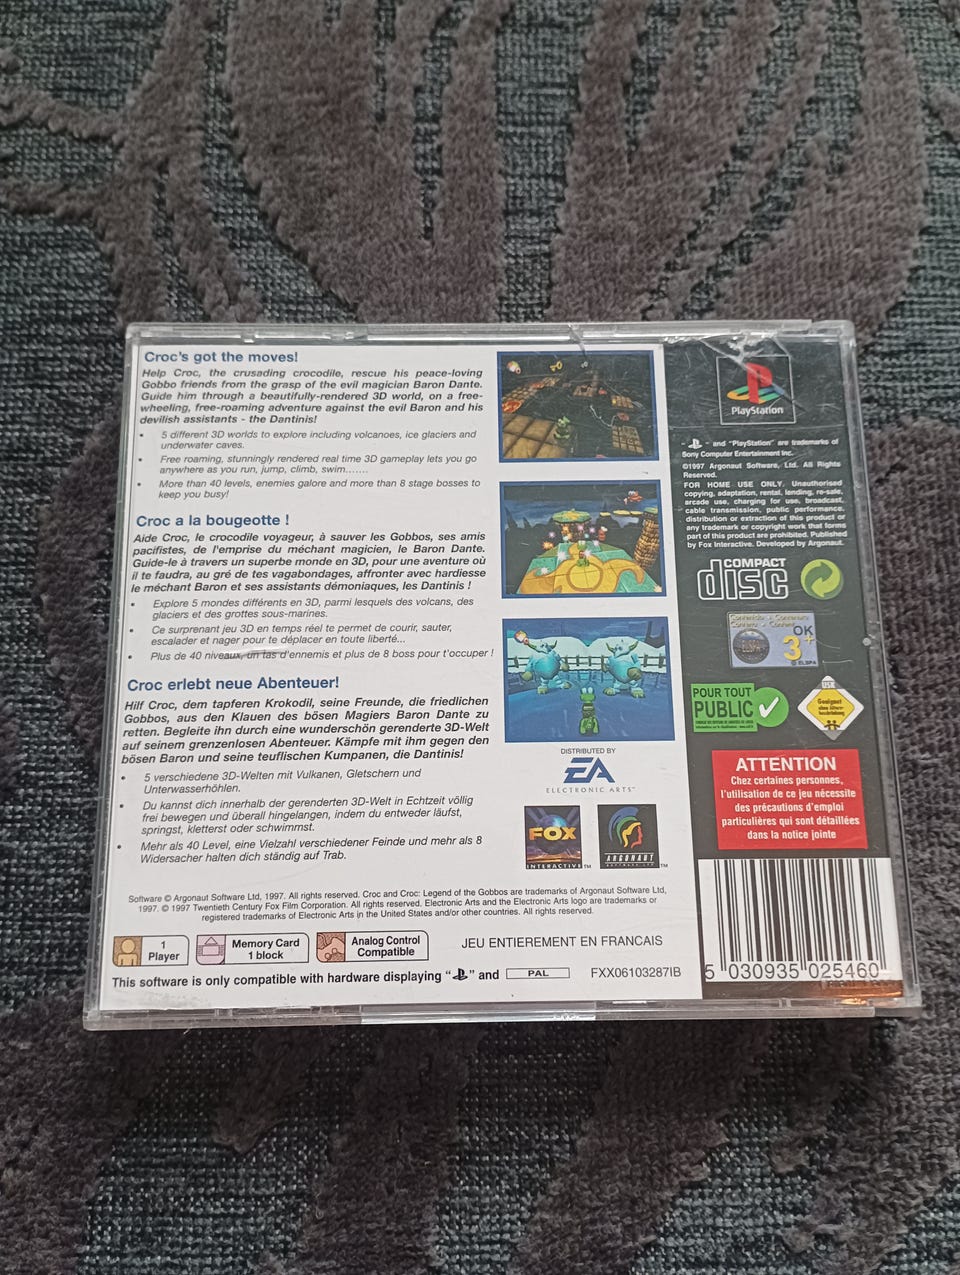 Croc's got the moves!
Help Croc, the crusading crocodile, rescue his peace-loving
Gobbo friends from the grasp of the evil magician Baron Dante.
Guide him through a beautifully-rendered 3D world, on a free-
wheeling, free-roaming adventure against the evil Baron and his
devilish assistants - the Dantinis!
• 5 different 3D worlds to explore including volcanoes, ice glaciers and
underwater caves.
• Free roaming, stunningly rendered real time 3D gameplay lets you go
anywhere as you run, jump, climb, swim.......
• More than 40 levels, enemies galore and more than 8 stage bosses to
keep you busy!
Croc a la bougeotte !
Aide Croc, le crocodile voyageur, à sauver les Gobbos, ses amis
pacifistes, de l'emprise du méchant magicien, le Baron Dante.
Guide-le à travers un superbe monde en 3D, pour une aventure où
il te faudra, au gré de tes vagabondages, affronter avec hardiesse
le méchant Baron et ses assistants démoniaques, les Dantinis !
• Explore 5 mondes différents en 3D, parmi lesquels des volcans, des
glaciers et des grottes sous-marines.
• Ce surprenant jeu 3D en temps réel te permet de courir, sauter,
escalader et nager pour te déplacer en toute liberté...
• Plus de 40 niveaux, un tas d'ennemis et plus de 8 boss pour t'occuper !
Croc erlebt neue Abenteuer!
Hilf Croc, dem tapferen Krokodil, seine Freunde, die friedlichen
Gobbos, aus den Klauen des bösen Magiers Baron Dante zu
retten. Begleite ihn durch eine wunderschön gerenderte 3D-Welt
auf seinem grenzenlosen Abenteuer. Kämpfe mit ihm gegen den
bösen Baron und seine teuflischen Kumpanen, die Dantinis!
• 5 verschiedene 3D-Welten mit Vulkanen, Gletschern und
Unterwasserhöhlen.
• Du kannst dich innerhalb der gerenderten 3D-Welt in Echtzeit völlig
frei bewegen und überall hingelangen, indem du entweder läufst,
springst, kletterst oder schwimmst.
• Mehr als 40 Level, eine Vielzahl verschiedener Feinde und mehr als 8
Widersacher halten dich ständig auf Trab.
DISTRIBUTED BY
EA
ELECTRONIC ARTS™
FOX
INTERACTIVE™
ARGONAUT
SOFTWARE LTD™
Software © Argonaut Software Ltd, 1997. All rights reserved. Croc and Croc: Legend of the Gobbos are trademarks of Argonaut Software Ltd,
1997. © 1997 Twentieth Century Fox Film Corporation. All rights reserved. Electronic Arts and the Electronic Arts logo are trademarks or
registered trademarks of Electronic Arts in the United States and/or other countries. All rights reserved.
1
Player
Memory Card
1 block
Analog Control
Compatible
JEU ENTIEREMENT EN FRANCAIS
This software is only compatible with hardware displaying " " and PAL
FXX06103287IB
PlayStation
" " and "PlayStation" are trademarks of
Sony Computer Entertainment Inc.
©1997 Argonaut Software, Ltd. All Rights
Reserved.
FOR HOME USE ONLY. Unauthorised
copying, adaptation, rental, lending, re-sale,
arcade use, charging for use, broadcast,
cable transmission, public performance,
distribution or extraction of this product or
any trademark or copyright work that forms
part of this product are prohibited. Published
by Fox Interactive. Developed by Argonaut.
COMPACT
disc
OK
3+
© ELSPA
POUR TOUT
PUBLIC
USK
Geeignet
ohne Alters-
beschränkung
ATTENTION
Chez certaines personnes,
l'utilisation de ce jeu nécessite
des précautions d'emploi
particulières qui sont détaillées
dans la notice jointe
5 030935 025460